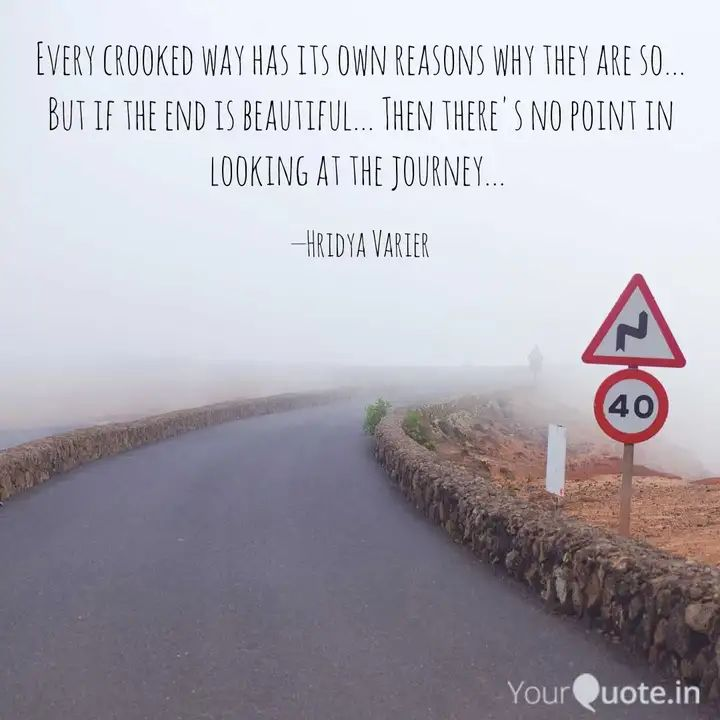 Every crooked way has its own reasons why they are so...
But if the end is beautiful... Then there's no point in
looking at the journey...
—Hridya Varier
40
YourQuote.in